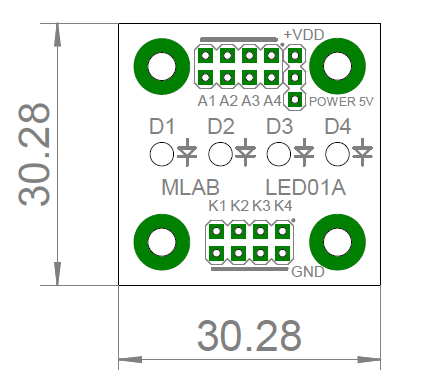 +VDD
A1 A2 A3 A4 POWER 5V
D1 D2 D3 D4
MLAB LED01A
K1 K2 K3 K4
GND
30.28
30.28